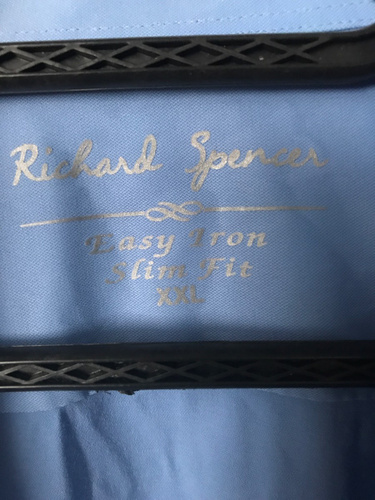 Richard Spencer
Easy Iron
Slim Fit
XXL